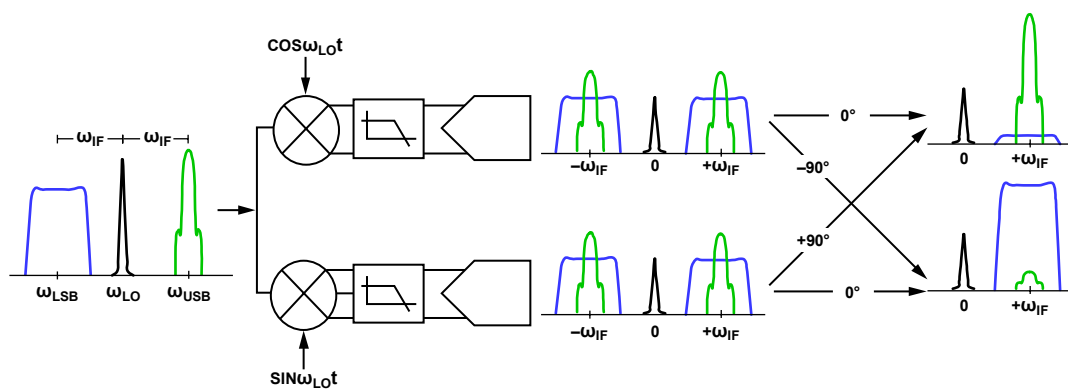 COSωLOt
ωIF ωIF
ωLSB ωLO ωUSB
–ωIF 0 +ωIF
0°
–90°
+90°
0°
0 +ωIF
–ωIF 0 +ωIF
0 +ωIF
SINωLOt